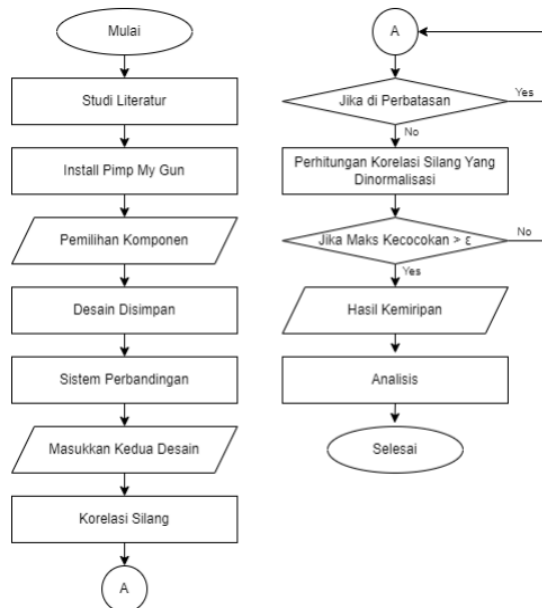 Mulai
Studi Literatur
Install Pimp My Gun
Pemilihan Komponen
Desain Disimpan
Sistem Perbandingan
Masukkan Kedua Desain
Korelasi Silang
A
A
Jika di Perbatasan
Yes
No
Perhitungan Korelasi Silang Yang
Dinormalisasi
Jika Maks Kecocokan > ε
No
Yes
Hasil Kemiripan
Analisis
Selesai